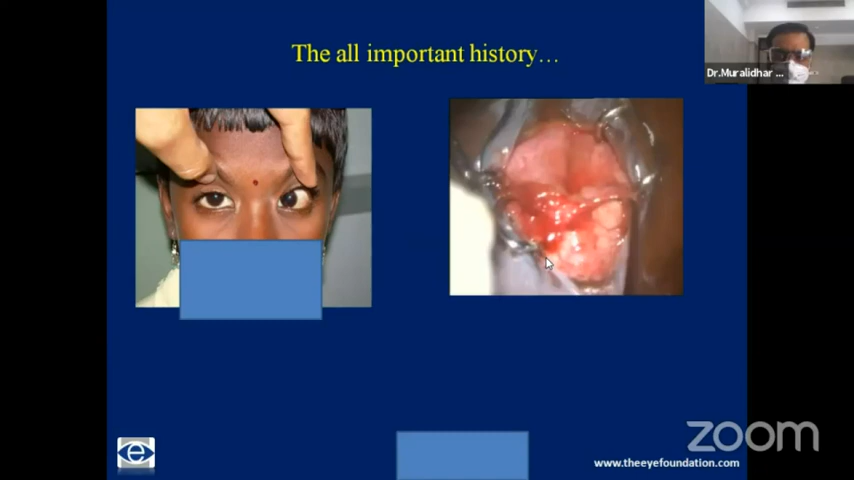 The all important history...
Dr.Muralidhar ...
zoom
www.theeyefoundation.com